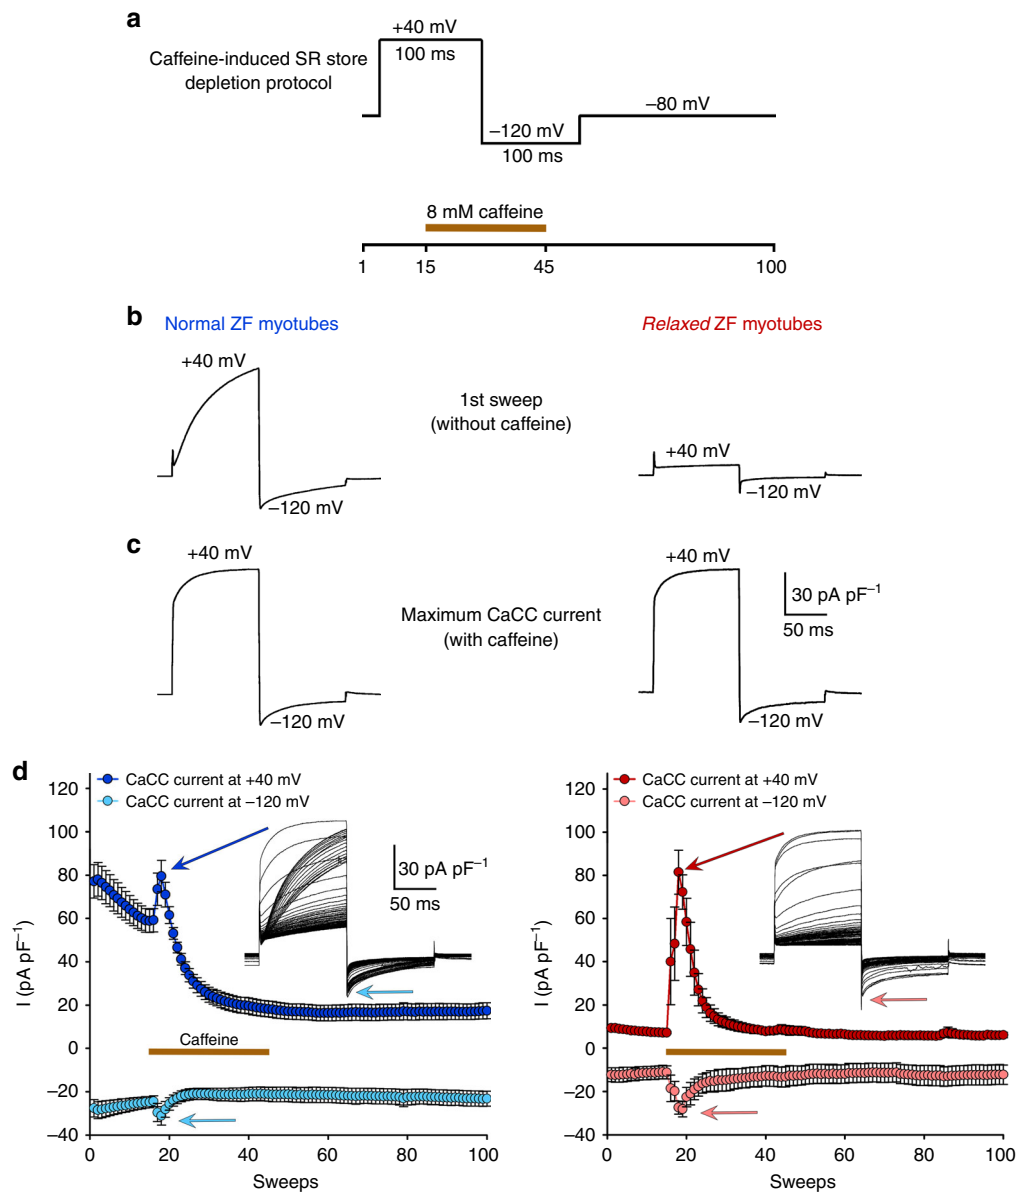 a
Caffeine-induced SR store
depletion protocol
+40 mV
100 ms
–120 mV
100 ms
–80 mV
8 mM caffeine
1
15
45
100
b
Normal ZF myotubes
Relaxed ZF myotubes
+40 mV
–120 mV
1st sweep
(without caffeine)
+40 mV
–120 mV
c
+40 mV
–120 mV
Maximum CaCC current
(with caffeine)
+40 mV
–120 mV
30 pA pF⁻¹
50 ms
d
CaCC current at +40 mV
CaCC current at –120 mV
30 pA pF⁻¹
50 ms
Caffeine
I (pA pF⁻¹)
120
100
80
60
40
20
0
–20
–40
0 20 40 60 80 100
Sweeps
CaCC current at +40 mV
CaCC current at –120 mV
I (pA pF⁻¹)
120
100
80
60
40
20
0
–20
–40
0 20 40 60 80 100
Sweeps